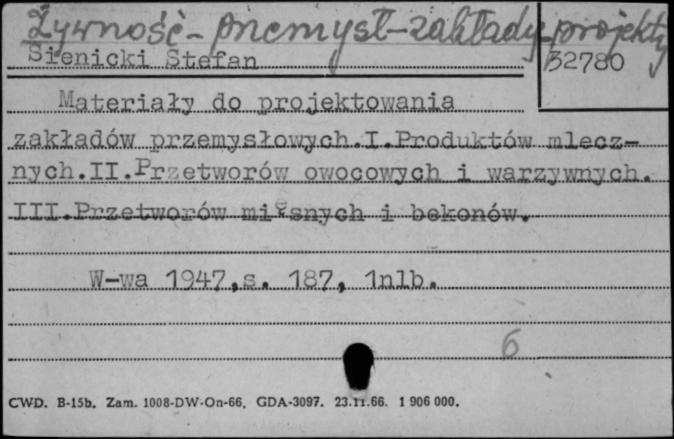 Żywność - przemysł - zakłady - projekty
Sienicki Stefan
32780
Materiały do projektowania
zakładów przemysłowych.I.Produktów mlecz-
nych.II.Przetworów owocowych i warzywnych.
III.Przetworów mięsnych i bekonów.
W-wa 1947,s. 187, 1nlb.
6
CWD. B-15b. Zam. 1008-DW-On-66. GDA-3097. 23.11.66. 1 906 000.